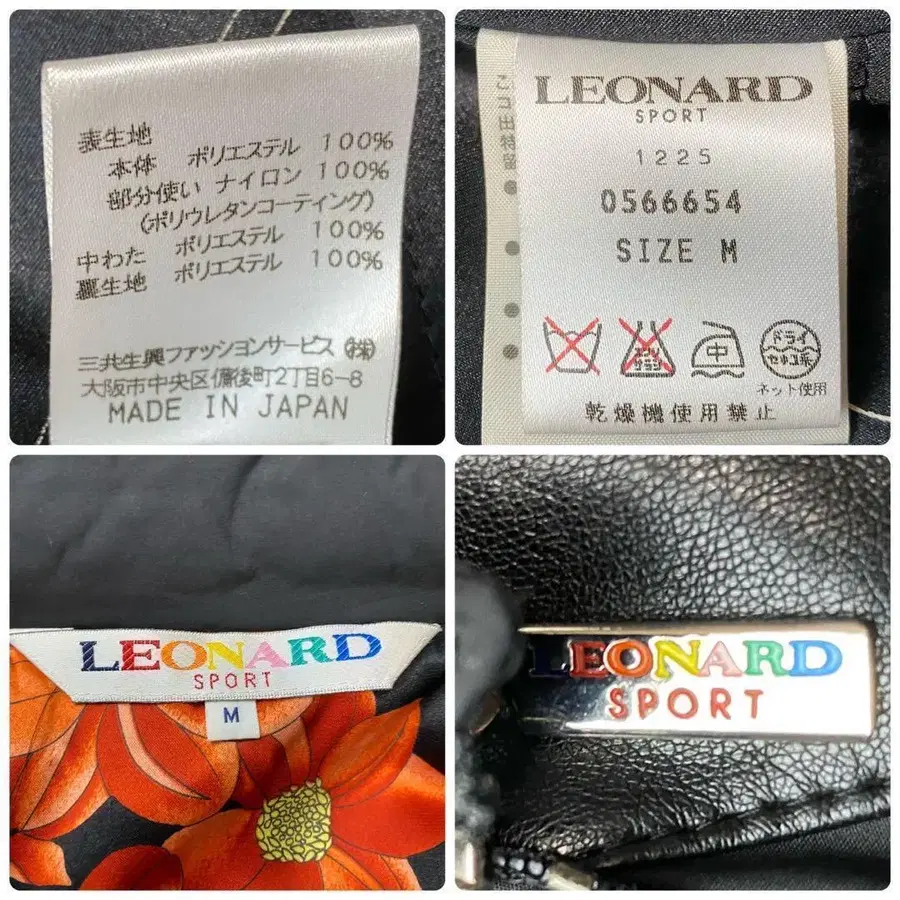 表生地
本体 ポリエステル 100%
部分使い ナイロン 100%
(ポリウレタンコーティング)
中わた ポリエステル 100%
裏生地 ポリエステル 100%
三共生興ファッションサービス(株)
大阪市中央区備後町2丁目6-8
MADE IN JAPAN
LEONARD
SPORT
1225
0566654
SIZE M
エンソサラシ
中
ドライ
セキユ系
ネット使用
乾燥機使用禁止
LEONARD
SPORT
M
LEONARD
SPORT